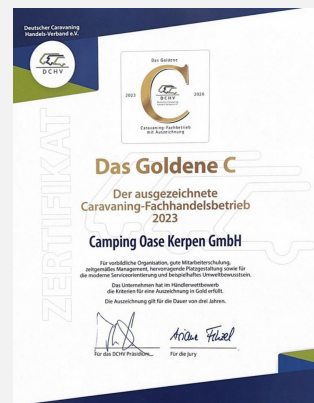 Deutscher Caravaning
Handels-Verband e.V.
DCHV
ZERTIFIKAT
Das Goldene
C
2023
2026
DCHV
Caravaning-Fachbetrieb
mit Auszeichnung
Das Goldene C
Der ausgezeichnete
Caravaning-Fachhandelsbetrieb
2023
Camping Oase Kerpen GmbH
Für vorbildliche Organisation, gute Mitarbeiterschulung,
zeitgemäßes Management, hervorragende Platzgestaltung sowie für
die moderne Serviceorientierung und beispielhaftes Umweltbewusstsein.
Das Unternehmen hat im Händlerwettbewerb
die Kriterien für eine Auszeichnung in Gold erfüllt.
Die Auszeichnung gilt für die Dauer von drei Jahren.
Für das DCHV Präsidium
Für die Jury